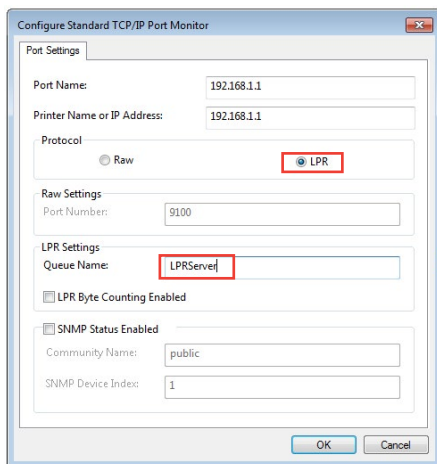 Configure Standard TCP/IP Port Monitor
Port Settings
Port Name:
192.168.1.1
Printer Name or IP Address:
192.168.1.1
Protocol
Raw
LPR
Raw Settings
Port Number:
9100
LPR Settings
Queue Name:
LPRServer
LPR Byte Counting Enabled
SNMP Status Enabled
Community Name:
public
SNMP Device Index:
1
OK
Cancel